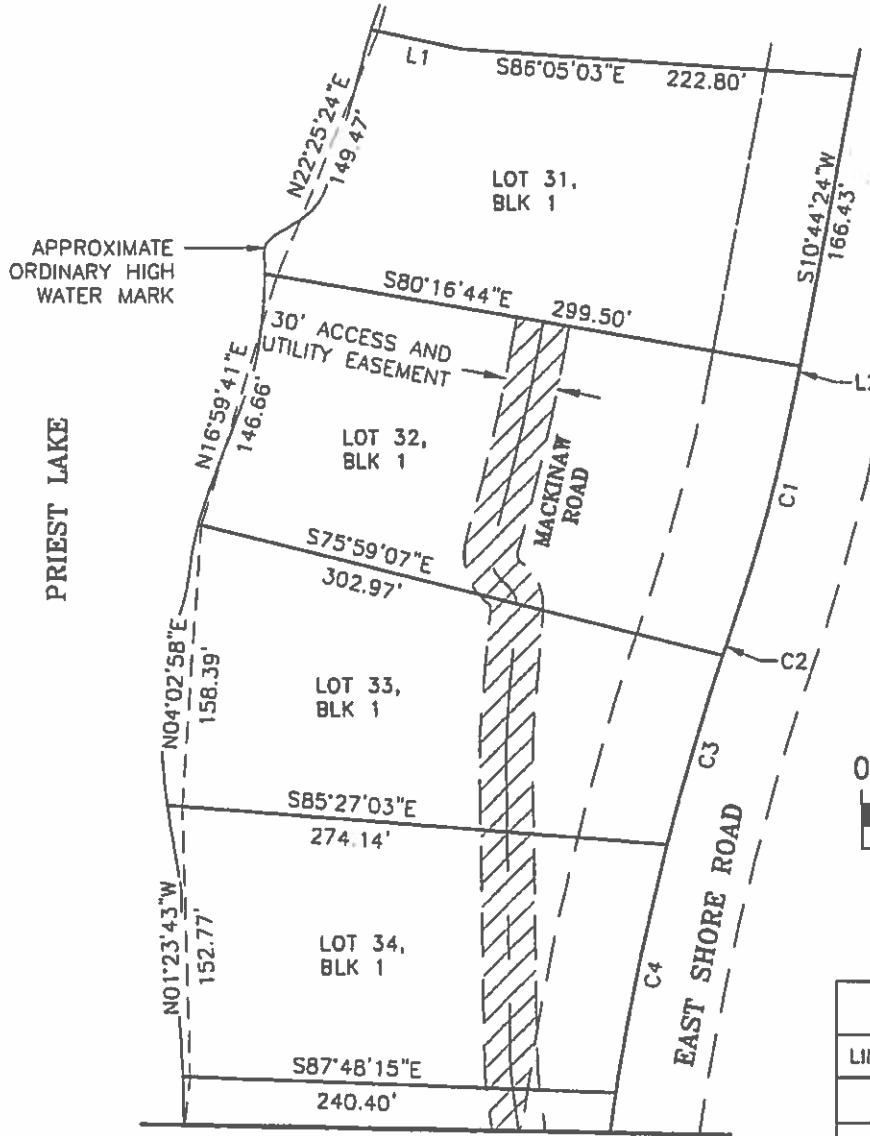 L1
S86°05'03"E 222.80'
N22°25'24"E
149.47'
LOT 31,
BLK 1
S10°44'24"W
166.43'
APPROXIMATE
ORDINARY HIGH
WATER MARK
S80°16'44"E 299.50'
30' ACCESS AND
UTILITY EASEMENT
N16°59'41"E
146.66'
LOT 32,
BLK 1
MACKINAW
ROAD
C1
PRIEST LAKE
S75°59'07"E
302.97'
C2
N04°02'58"E
158.39'
LOT 33,
BLK 1
C3
0
S85°27'03"E
274.14'
EAST SHORE ROAD
N01°23'43"W
152.77'
LOT 34,
BLK 1
C4
S87°48'15"E
240.40'